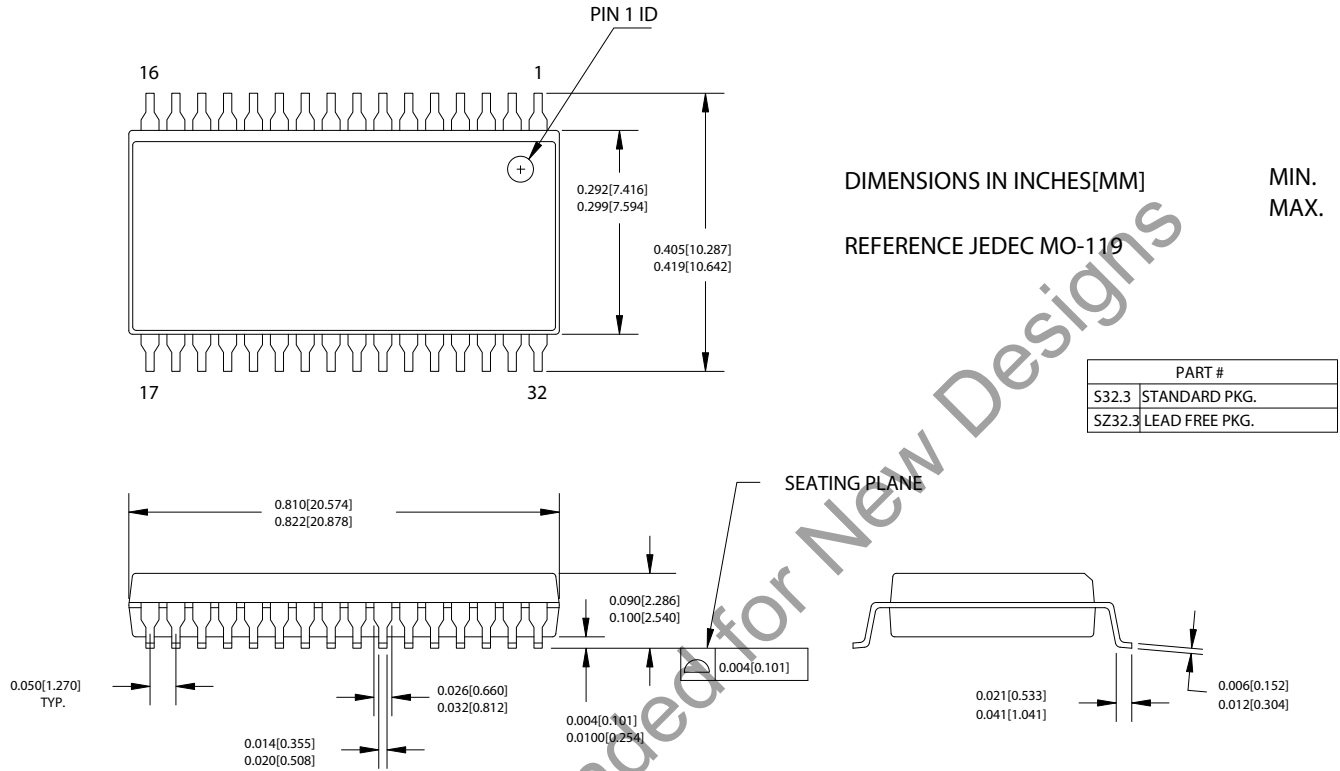 PIN 1 ID
16
1
0.292[7.416]
0.299[7.594]
0.405[10.287]
0.419[10.642]
17
32
DIMENSIONS IN INCHES[MM]
MIN.
MAX.
REFERENCE JEDEC MO-119
PART #
S32.3 STANDARD PKG.
SZ32.3 LEAD FREE PKG.
SEATING PLANE
0.810[20.574]
0.822[20.878]
0.090[2.286]
0.100[2.540]
0.004[0.101]
0.050[1.270]
TYP.
0.026[0.660]
0.032[0.812]
0.014[0.355]
0.020[0.508]
0.004[0.101]
0.0100[0.254]
0.021[0.533]
0.041[1.041]
0.006[0.152]
0.012[0.304]
for New Designs